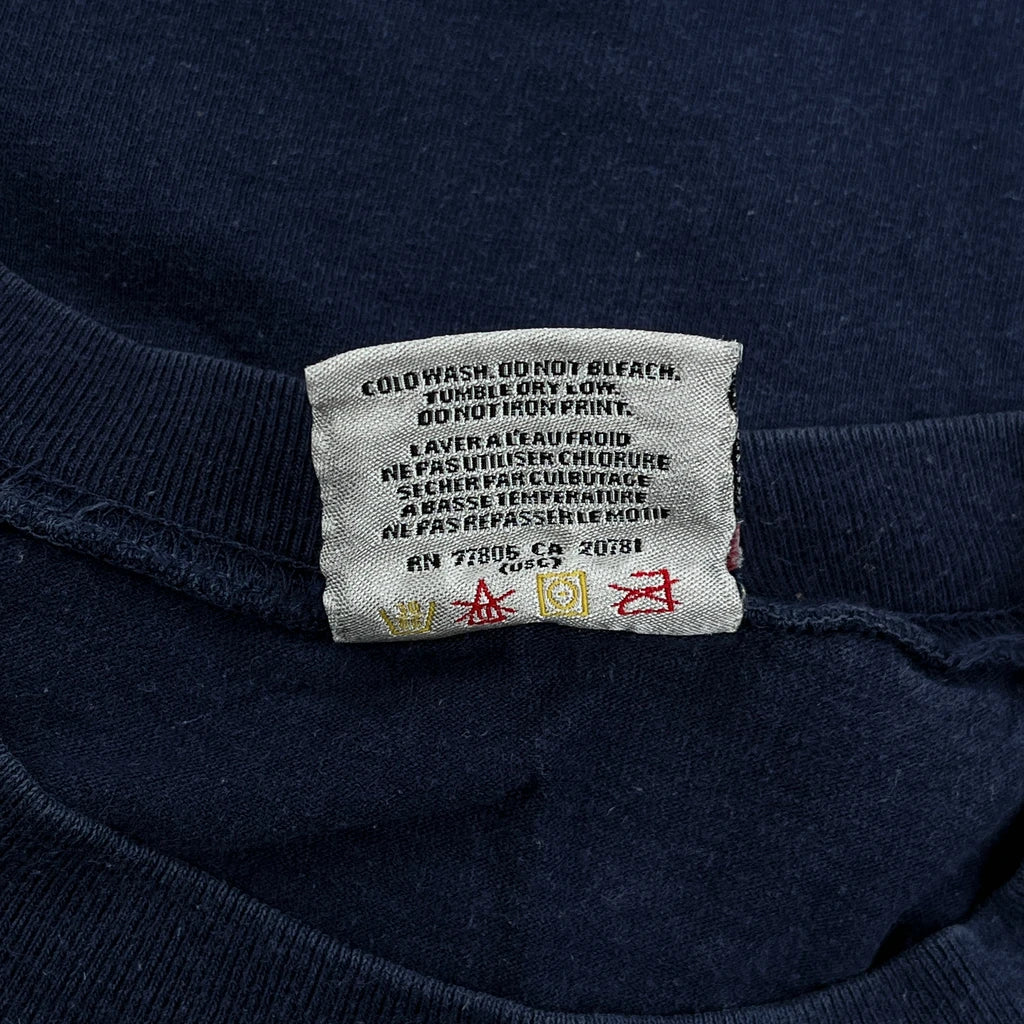 COLD WASH. DO NOT BLEACH.
TUMBLE DRY LOW.
DO NOT IRON PRINT.
LAVER A L'EAU FROID
NE PAS UTILISER CHLORURE
SECHER PAR CULBUTAGE
A BASSE TEMPERATURE
NE PAS REPASSER LE MOTIF
RN 77806 CA 20781
(USC)